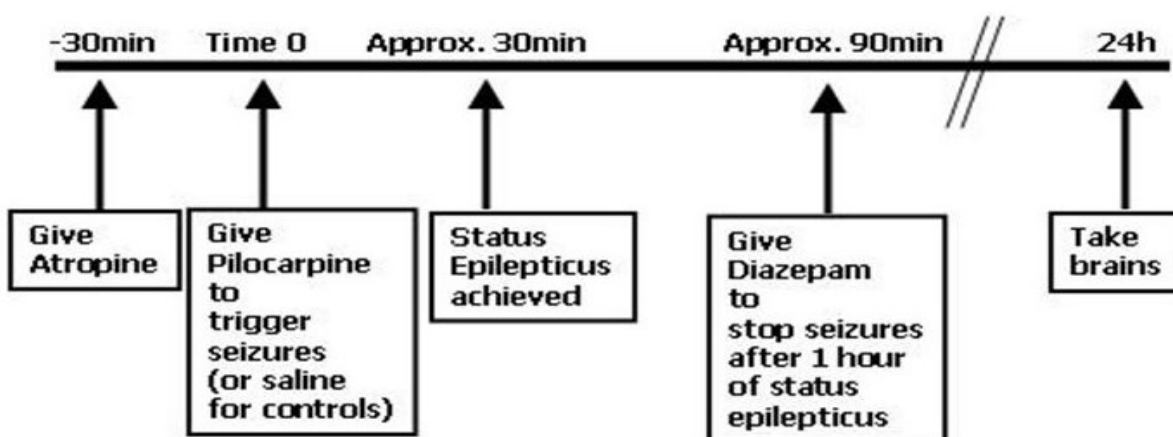 -30min Time 0 Approx. 30min Approx. 90min 24h
Give
Atropine
Give
Pilocarpine
to
trigger
seizures
(or saline
for controls)
Status
Epilepticus
achieved
Give
Diazepam
to
stop seizures
after 1 hour
of status
epilepticus
Take
brains